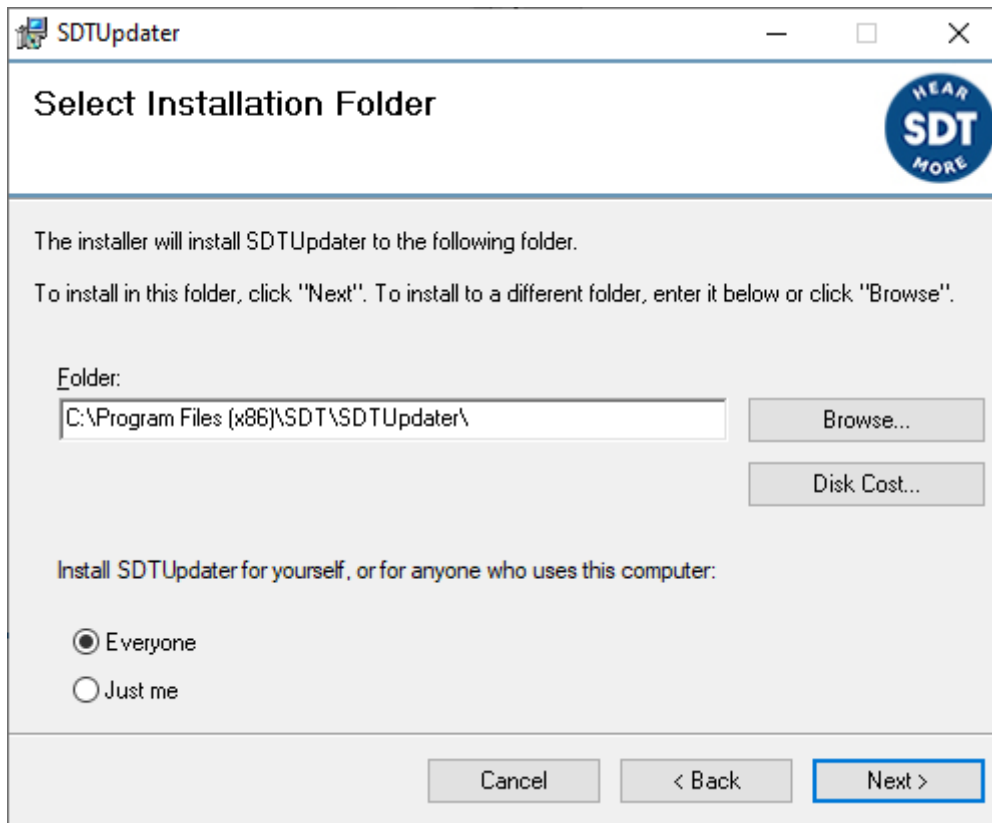 SDTUpdater
Select Installation Folder
HEAR
SDT
MORE
The installer will install SDTUpdater to the following folder.
To install in this folder, click "Next". To install to a different folder, enter it below or click "Browse".
Folder:
C:\Program Files (x86)\SDT\SDTUpdater\
Browse...
Disk Cost...
Install SDTUpdater for yourself, or for anyone who uses this computer:
Everyone
Just me
Cancel
< Back
Next >